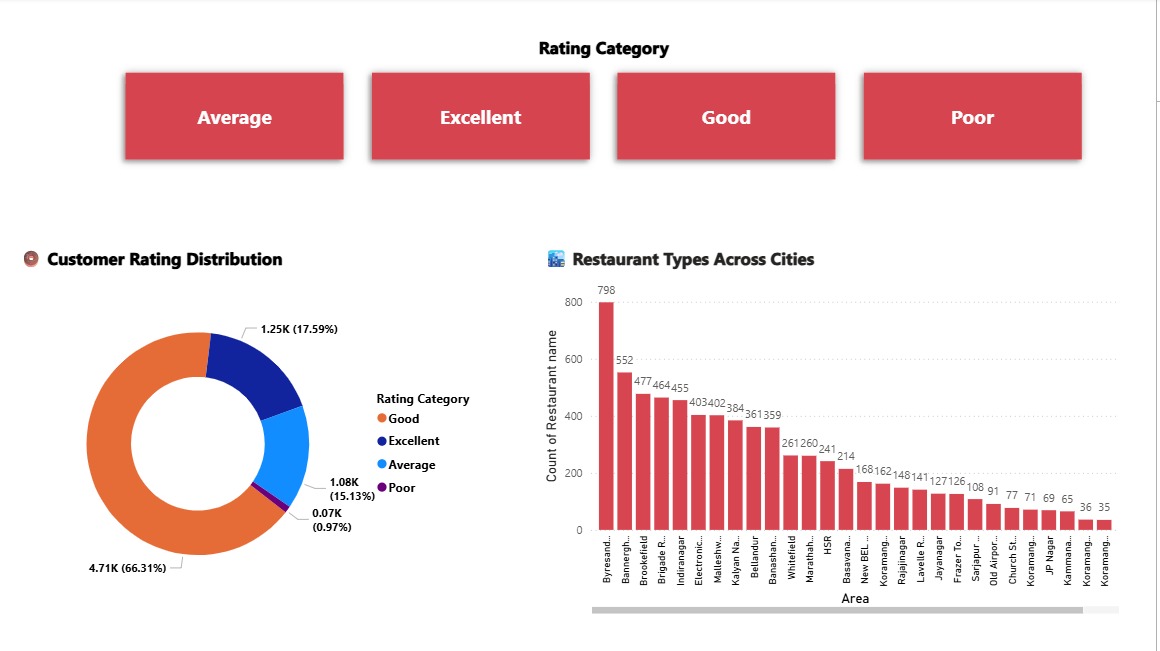 Rating Category
Average
Excellent
Good
Poor
Customer Rating Distribution
1.25K (17.59%)
1.08K
(15.13%)
0.07K
(0.97%)
4.71K (66.31%)
Rating Category
Good
Excellent
Average
Poor
Restaurant Types Across Cities
Count of Restaurant name
800
600
400
200
0
798
552
477
464
455
403
402
384
361
359
261
260
241
214
168
162
148
141
127
126
108
91
77
71
69
65
36
35
Byresand...
Bannergh...
Brookefield
Brigade R...
Indiranagar
Electronic...
Malleshw...
Kalyan Na...
Bellandur
Banashan...
Whitefield
Marathah...
HSR
Basavana...
New BEL ...
Koramang...
Rajajinagar
Lavelle R...
Jayanagar
Frazer To...
Sarjapur ...
Old Airpor...
Church St...
Koramang...
JP Nagar
Kammana...
Koramang...
Koramang...
Area